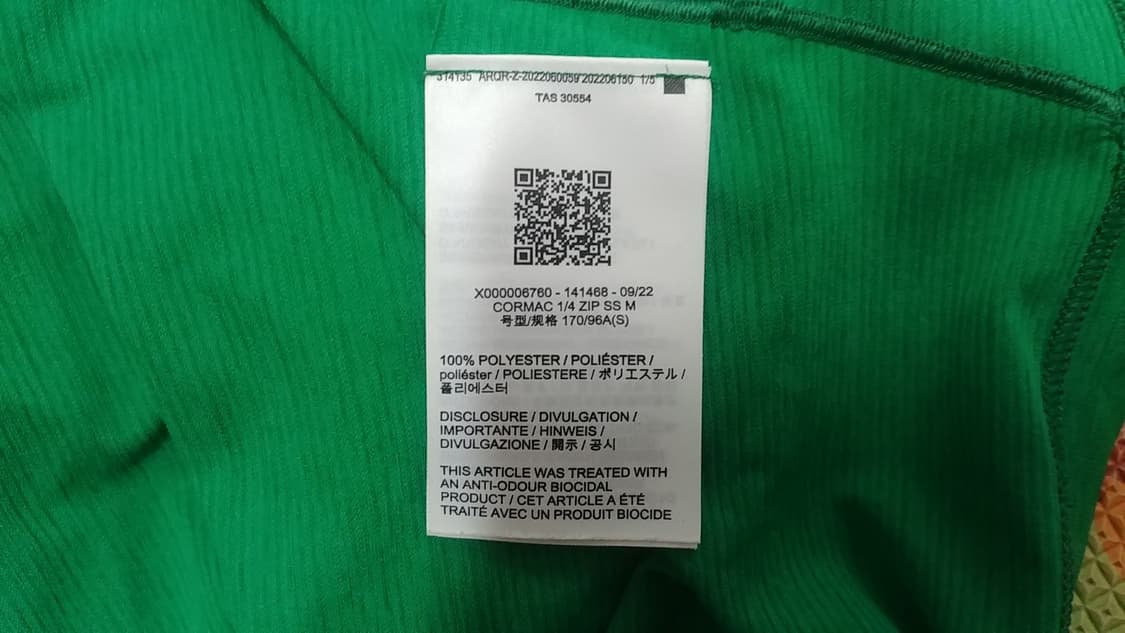 314135 ARQR-Z-2022060059 202206150 1/5
TAS 30554
X000006760 - 141468 - 09/22
CORMAC 1/4 ZIP SS M
号型/规格 170/96A(S)
100% POLYESTER / POLIÉSTER /
poliéster / POLIESTERE / ポリエステル /
폴리에스터
DISCLOSURE / DIVULGATION /
IMPORTANTE / HINWEIS /
DIVULGAZIONE / 開示 / 공시
THIS ARTICLE WAS TREATED WITH
AN ANTI-ODOUR BIOCIDAL
PRODUCT / CET ARTICLE A ÉTÉ
TRAITÉ AVEC UN PRODUIT BIOCIDE